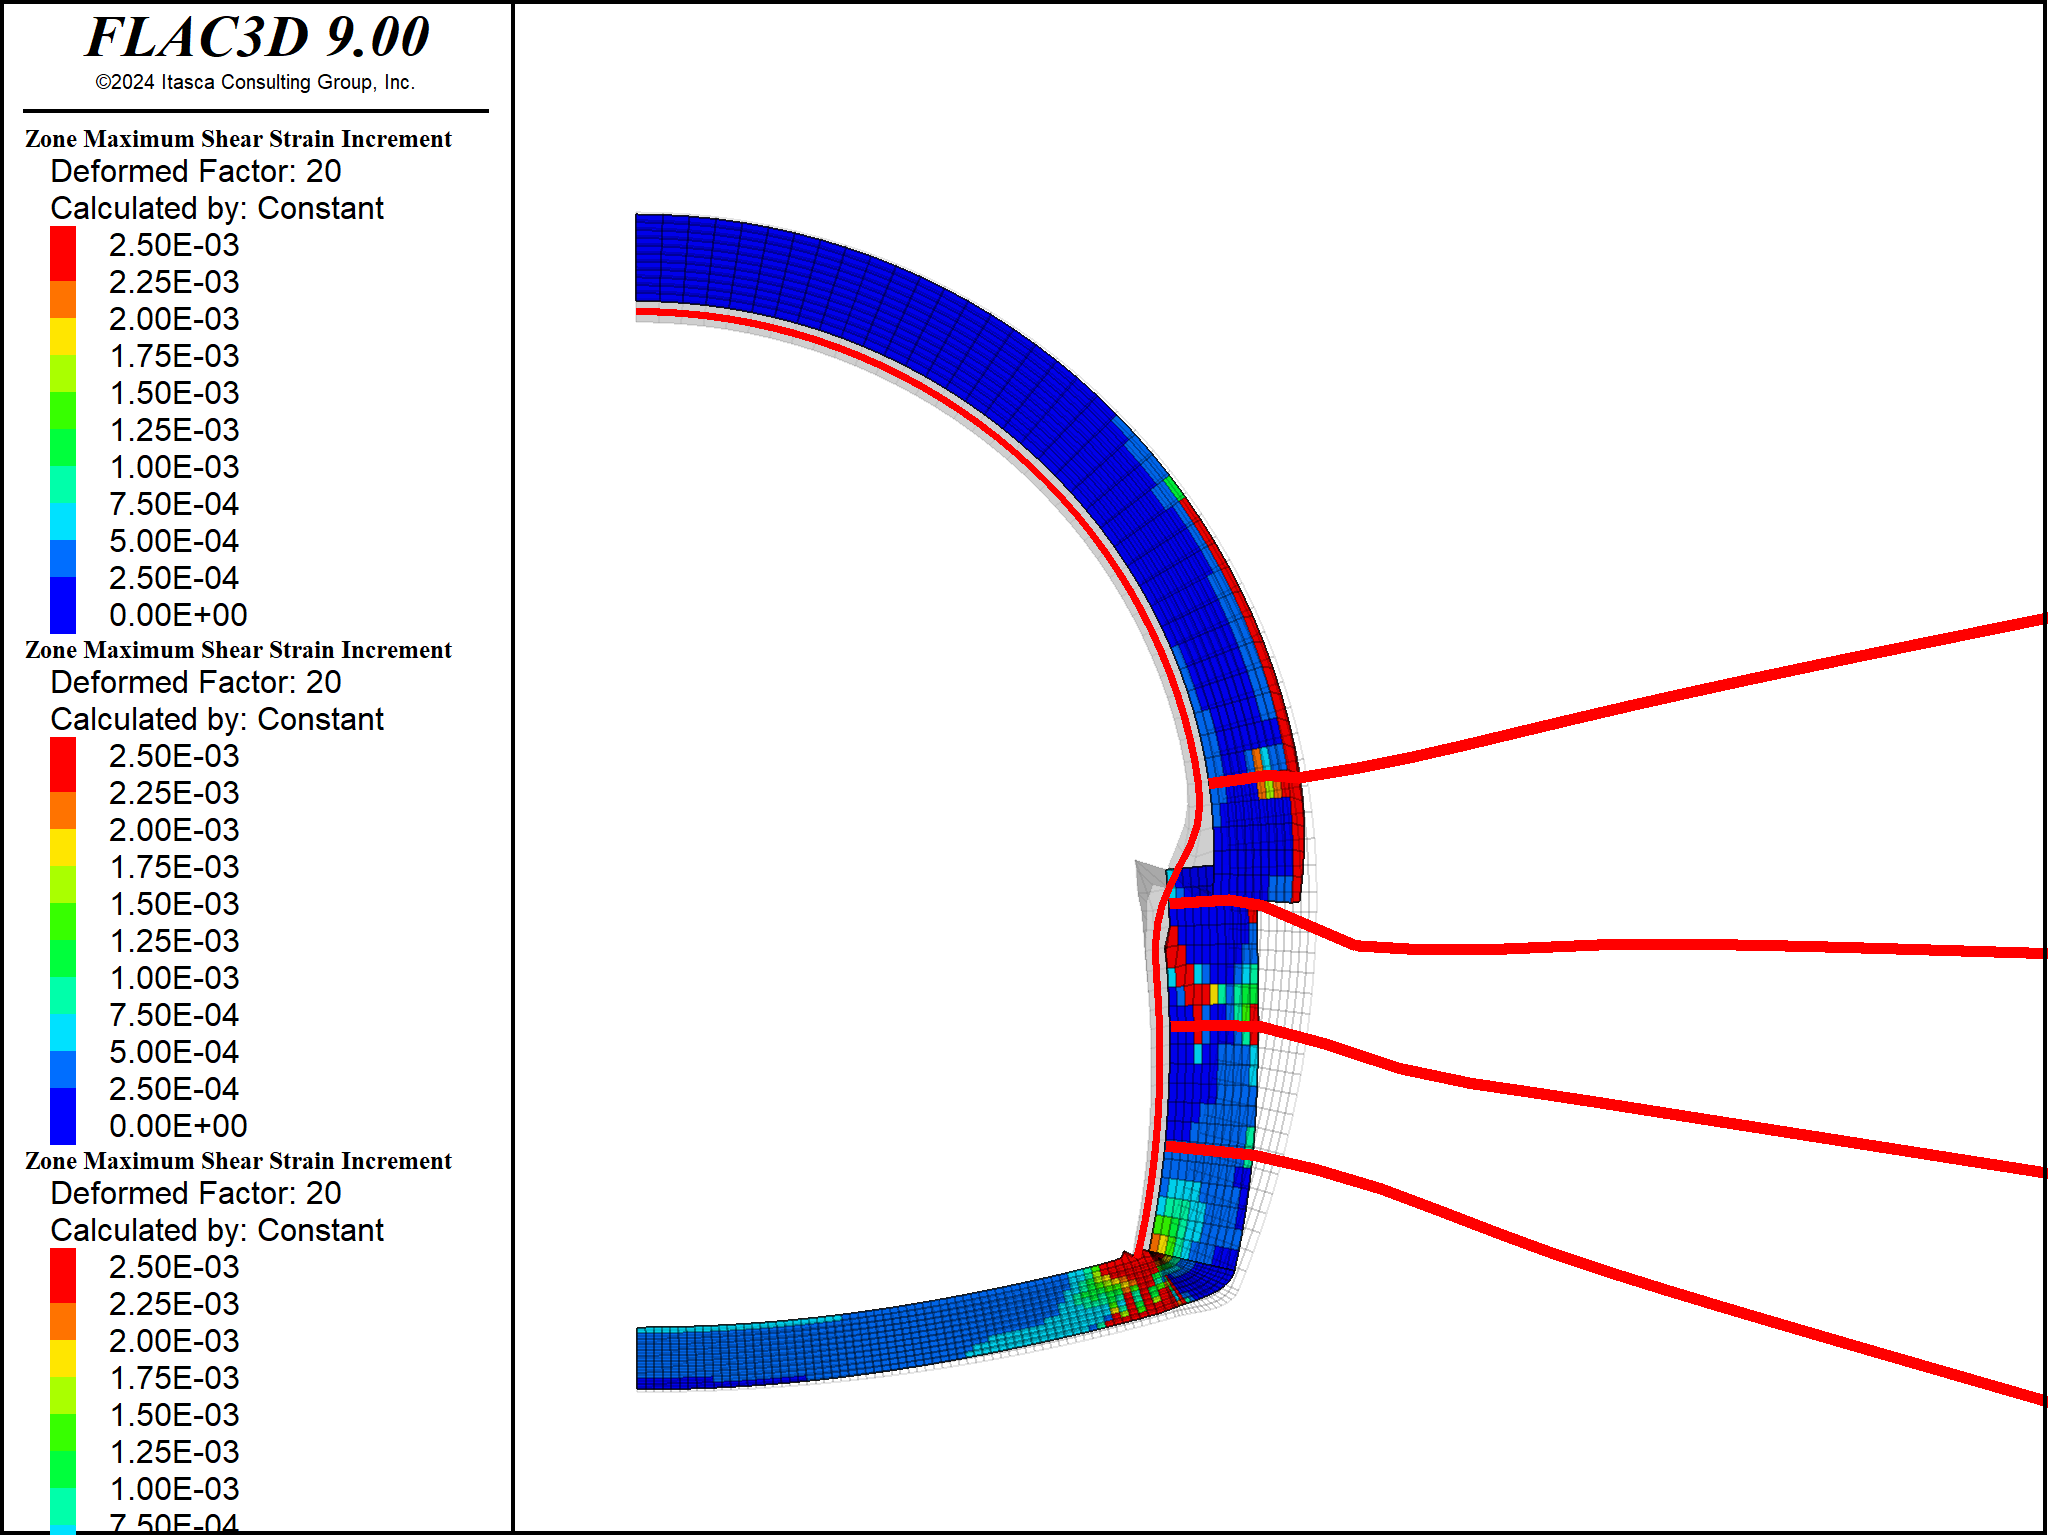 FLAC3D 9.00
©2024 Itasca Consulting Group, Inc.
Zone Maximum Shear Strain Increment
Deformed Factor: 20
Calculated by: Constant
2.50E-03
2.25E-03
2.00E-03
1.75E-03
1.50E-03
1.25E-03
1.00E-03
7.50E-04
5.00E-04
2.50E-04
0.00E+00
Zone Maximum Shear Strain Increment
Deformed Factor: 20
Calculated by: Constant
2.50E-03
2.25E-03
2.00E-03
1.75E-03
1.50E-03
1.25E-03
1.00E-03
7.50E-04
5.00E-04
2.50E-04
0.00E+00
Zone Maximum Shear Strain Increment
Deformed Factor: 20
Calculated by: Constant
2.50E-03
2.25E-03
2.00E-03
1.75E-03
1.50E-03
1.25E-03
1.00E-03
7.50E-04